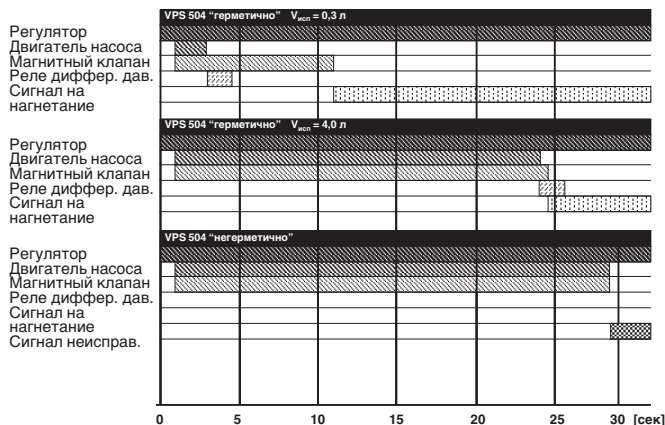 VPS 504 “герметично” Vисп = 0,3 л
Регулятор
Двигатель насоса
Магнитный клапан
Реле диффер. дав.
Сигнал на
нагнетание
VPS 504 “герметично” Vисп = 4,0 л
Регулятор
Двигатель насоса
Магнитный клапан
Реле диффер. дав.
Сигнал на
нагнетание
VPS 504 “негерметично”
Регулятор
Двигатель насоса
Магнитный клапан
Реле диффер. дав.
Сигнал на
нагнетание
Сигнал неисправ.
0 5 10 15 20 25 30 [сек]